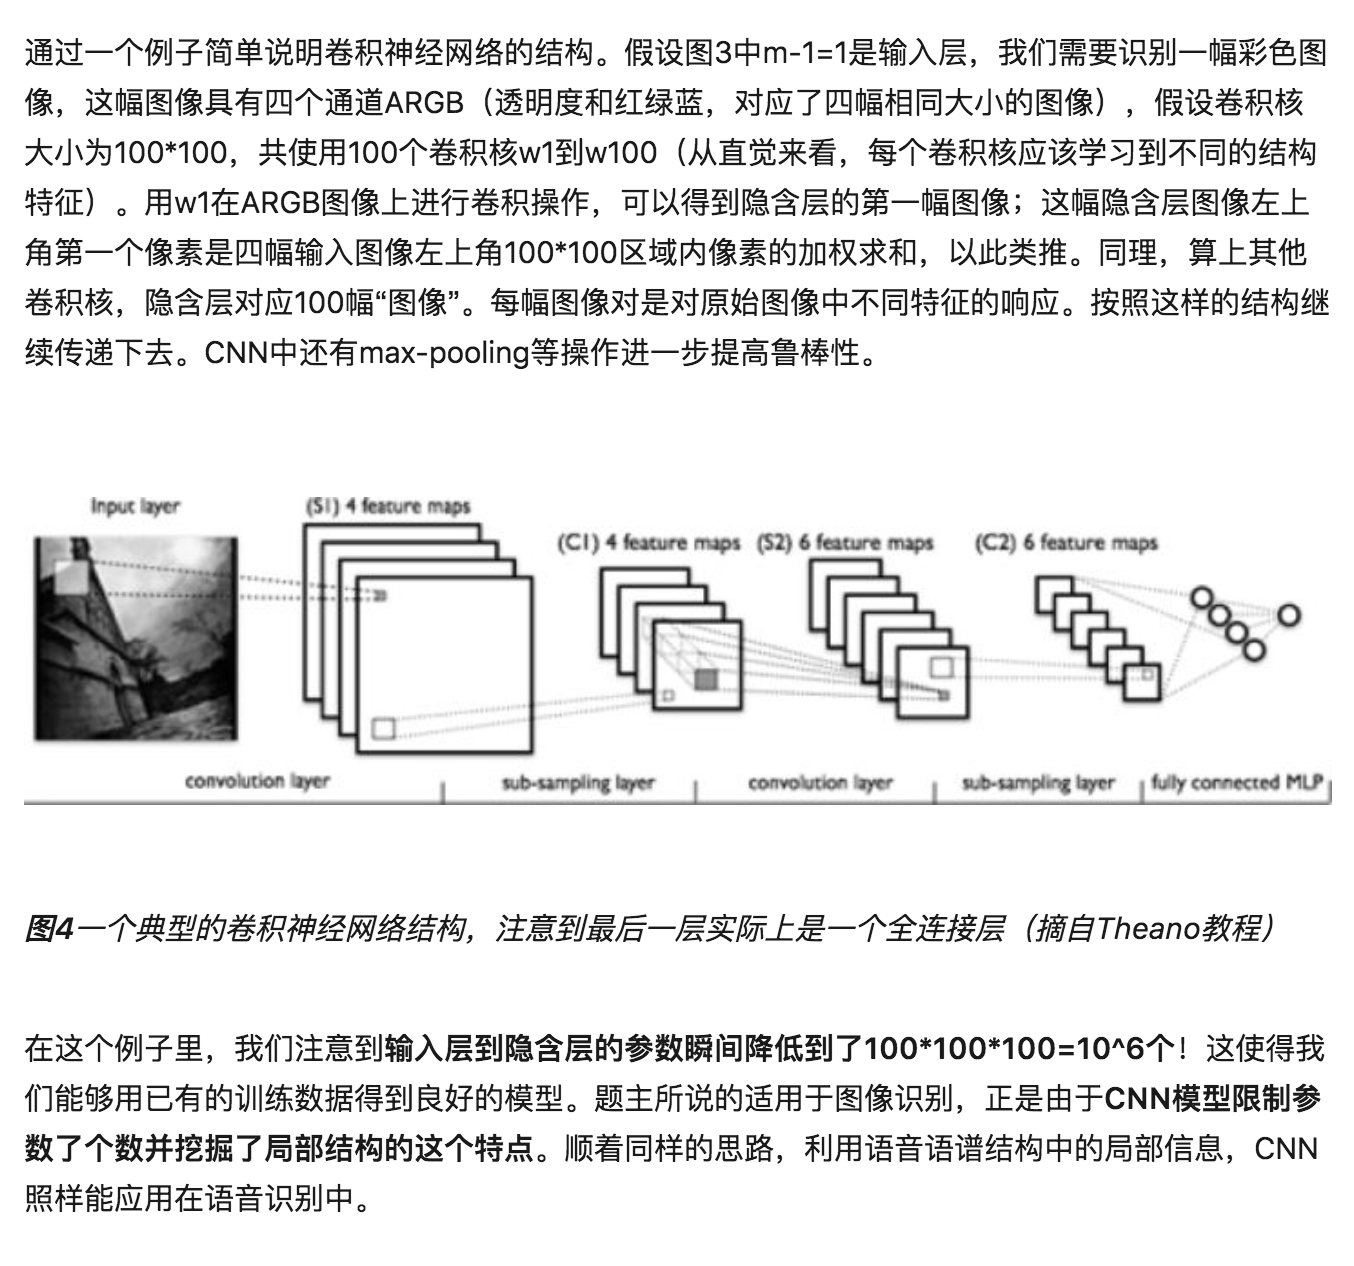 通过一个例子简单说明卷积神经网络的结构。假设图3中m-1=1是输入层，我们需要识别一幅彩色图
像，这幅图像具有四个通道ARGB（透明度和红绿蓝，对应了四幅相同大小的图像），假设卷积核
大小为100*100，共使用100个卷积核w1到w100（从直觉来看，每个卷积核应该学习到不同的结构
特征）。用w1在ARGB图像上进行卷积操作，可以得到隐含层的第一幅图像；这幅隐含层图像左上
角第一个像素是四幅输入图像左上角100*100区域内像素的加权求和，以此类推。同理，算上其他
卷积核，隐含层对应100幅“图像”。每幅图像对是对原始图像中不同特征的响应。按照这样的结构继
续传递下去。CNN中还有max-pooling等操作进一步提高鲁棒性。
Input layer
(S1) 4 feature maps
(C1) 4 feature maps
(S2) 6 feature maps
(C2) 6 feature maps
convolution layer
sub-sampling layer
convolution layer
sub-sampling layer
fully connected MLP
图4一个典型的卷积神经网络结构，注意到最后一层实际上是一个全连接层（摘自Theano教程）
在这个例子里，我们注意到输入层到隐含层的参数瞬间降低到了100*100*100=10^6个！这使得我
们能够用已有的训练数据得到良好的模型。题主所说的适用于图像识别，正是由于CNN模型限制参
数了个数并挖掘了局部结构的这个特点。顺着同样的思路，利用语音语谱结构中的局部信息，CNN
照样能应用在语音识别中。